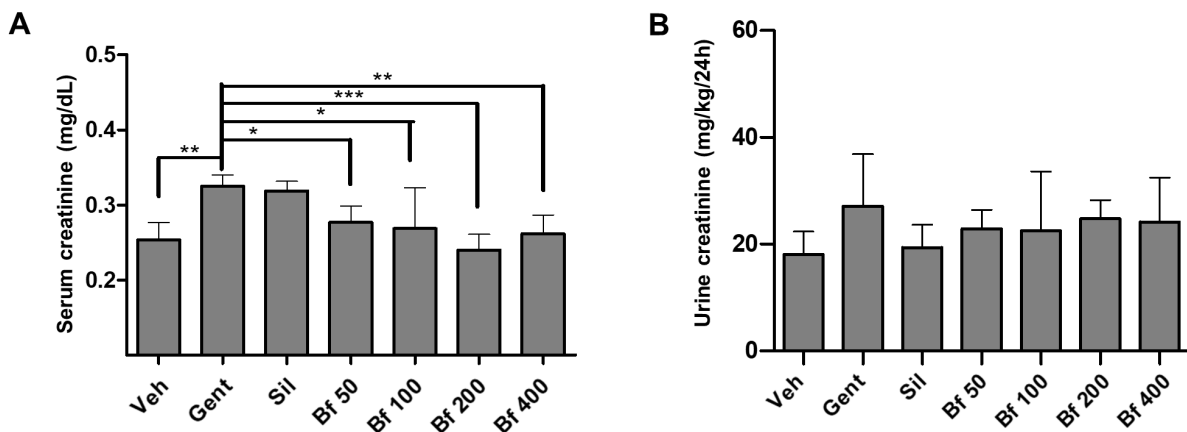 A
Serum creatinine (mg/dL)
0.5
0.4
0.3
0.2
**
***
*
*
**
Veh
Gent
Sil
Bf 50
Bf 100
Bf 200
Bf 400
B
Urine creatinine (mg/kg/24h)
60
40
20
0
Veh
Gent
Sil
Bf 50
Bf 100
Bf 200
Bf 400